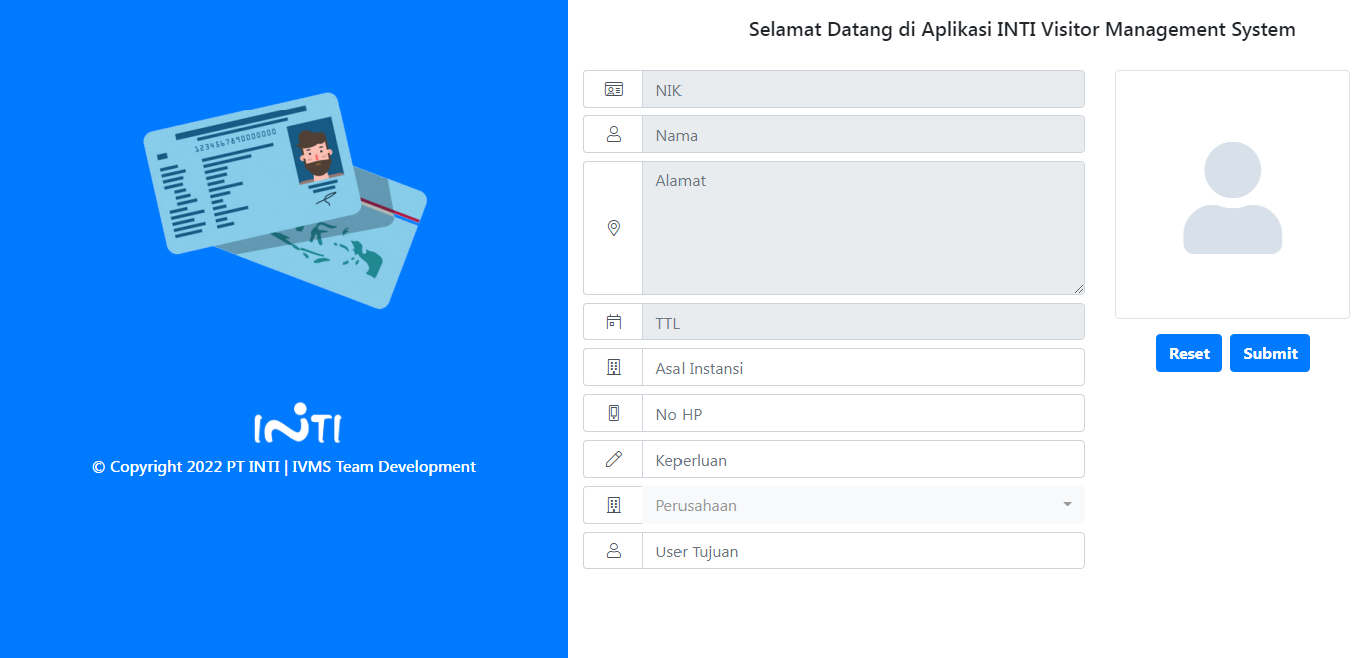 Selamat Datang di Aplikasi INTI Visitor Management System
1234567890000000
NIK
Nama
Alamat
TTL
Asal Instansi
No HP
Keperluan
Perusahaan
User Tujuan
Reset
Submit
INTI
© Copyright 2022 PT INTI | IVMS Team Development